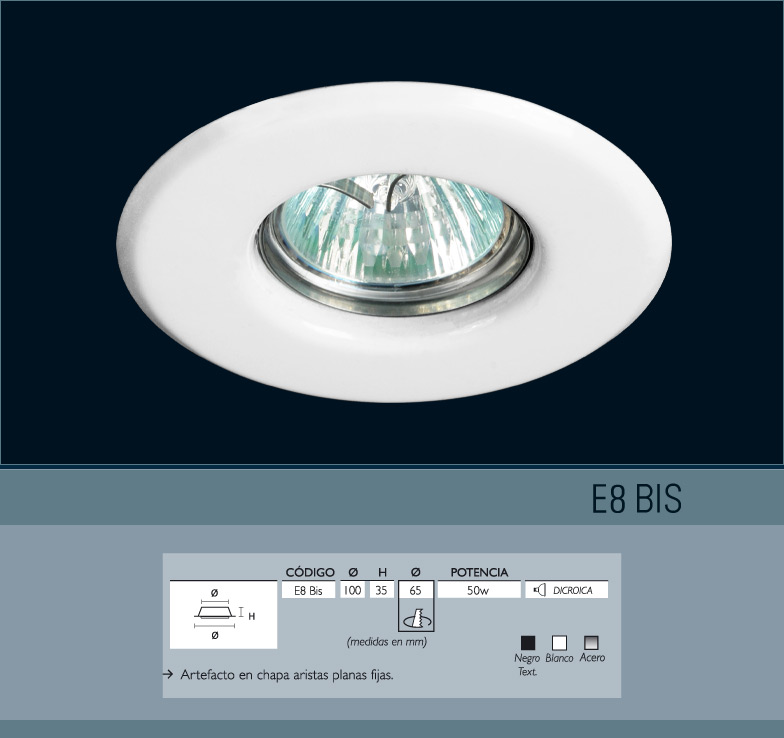 E8 BIS
CÓDIGO Ø H Ø POTENCIA
E8 Bis 100 35 65 50w DICROICA
Ø
H
Ø
(medidas en mm)
Negro Text. Blanco Acero
→ Artefacto en chapa aristas planas fijas.